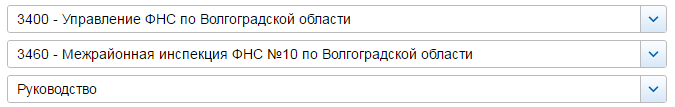 3400 - Управление ФНС по Волгоградской области
3460 - Межрайонная инспекция ФНС №10 по Волгоградской области
Руководство